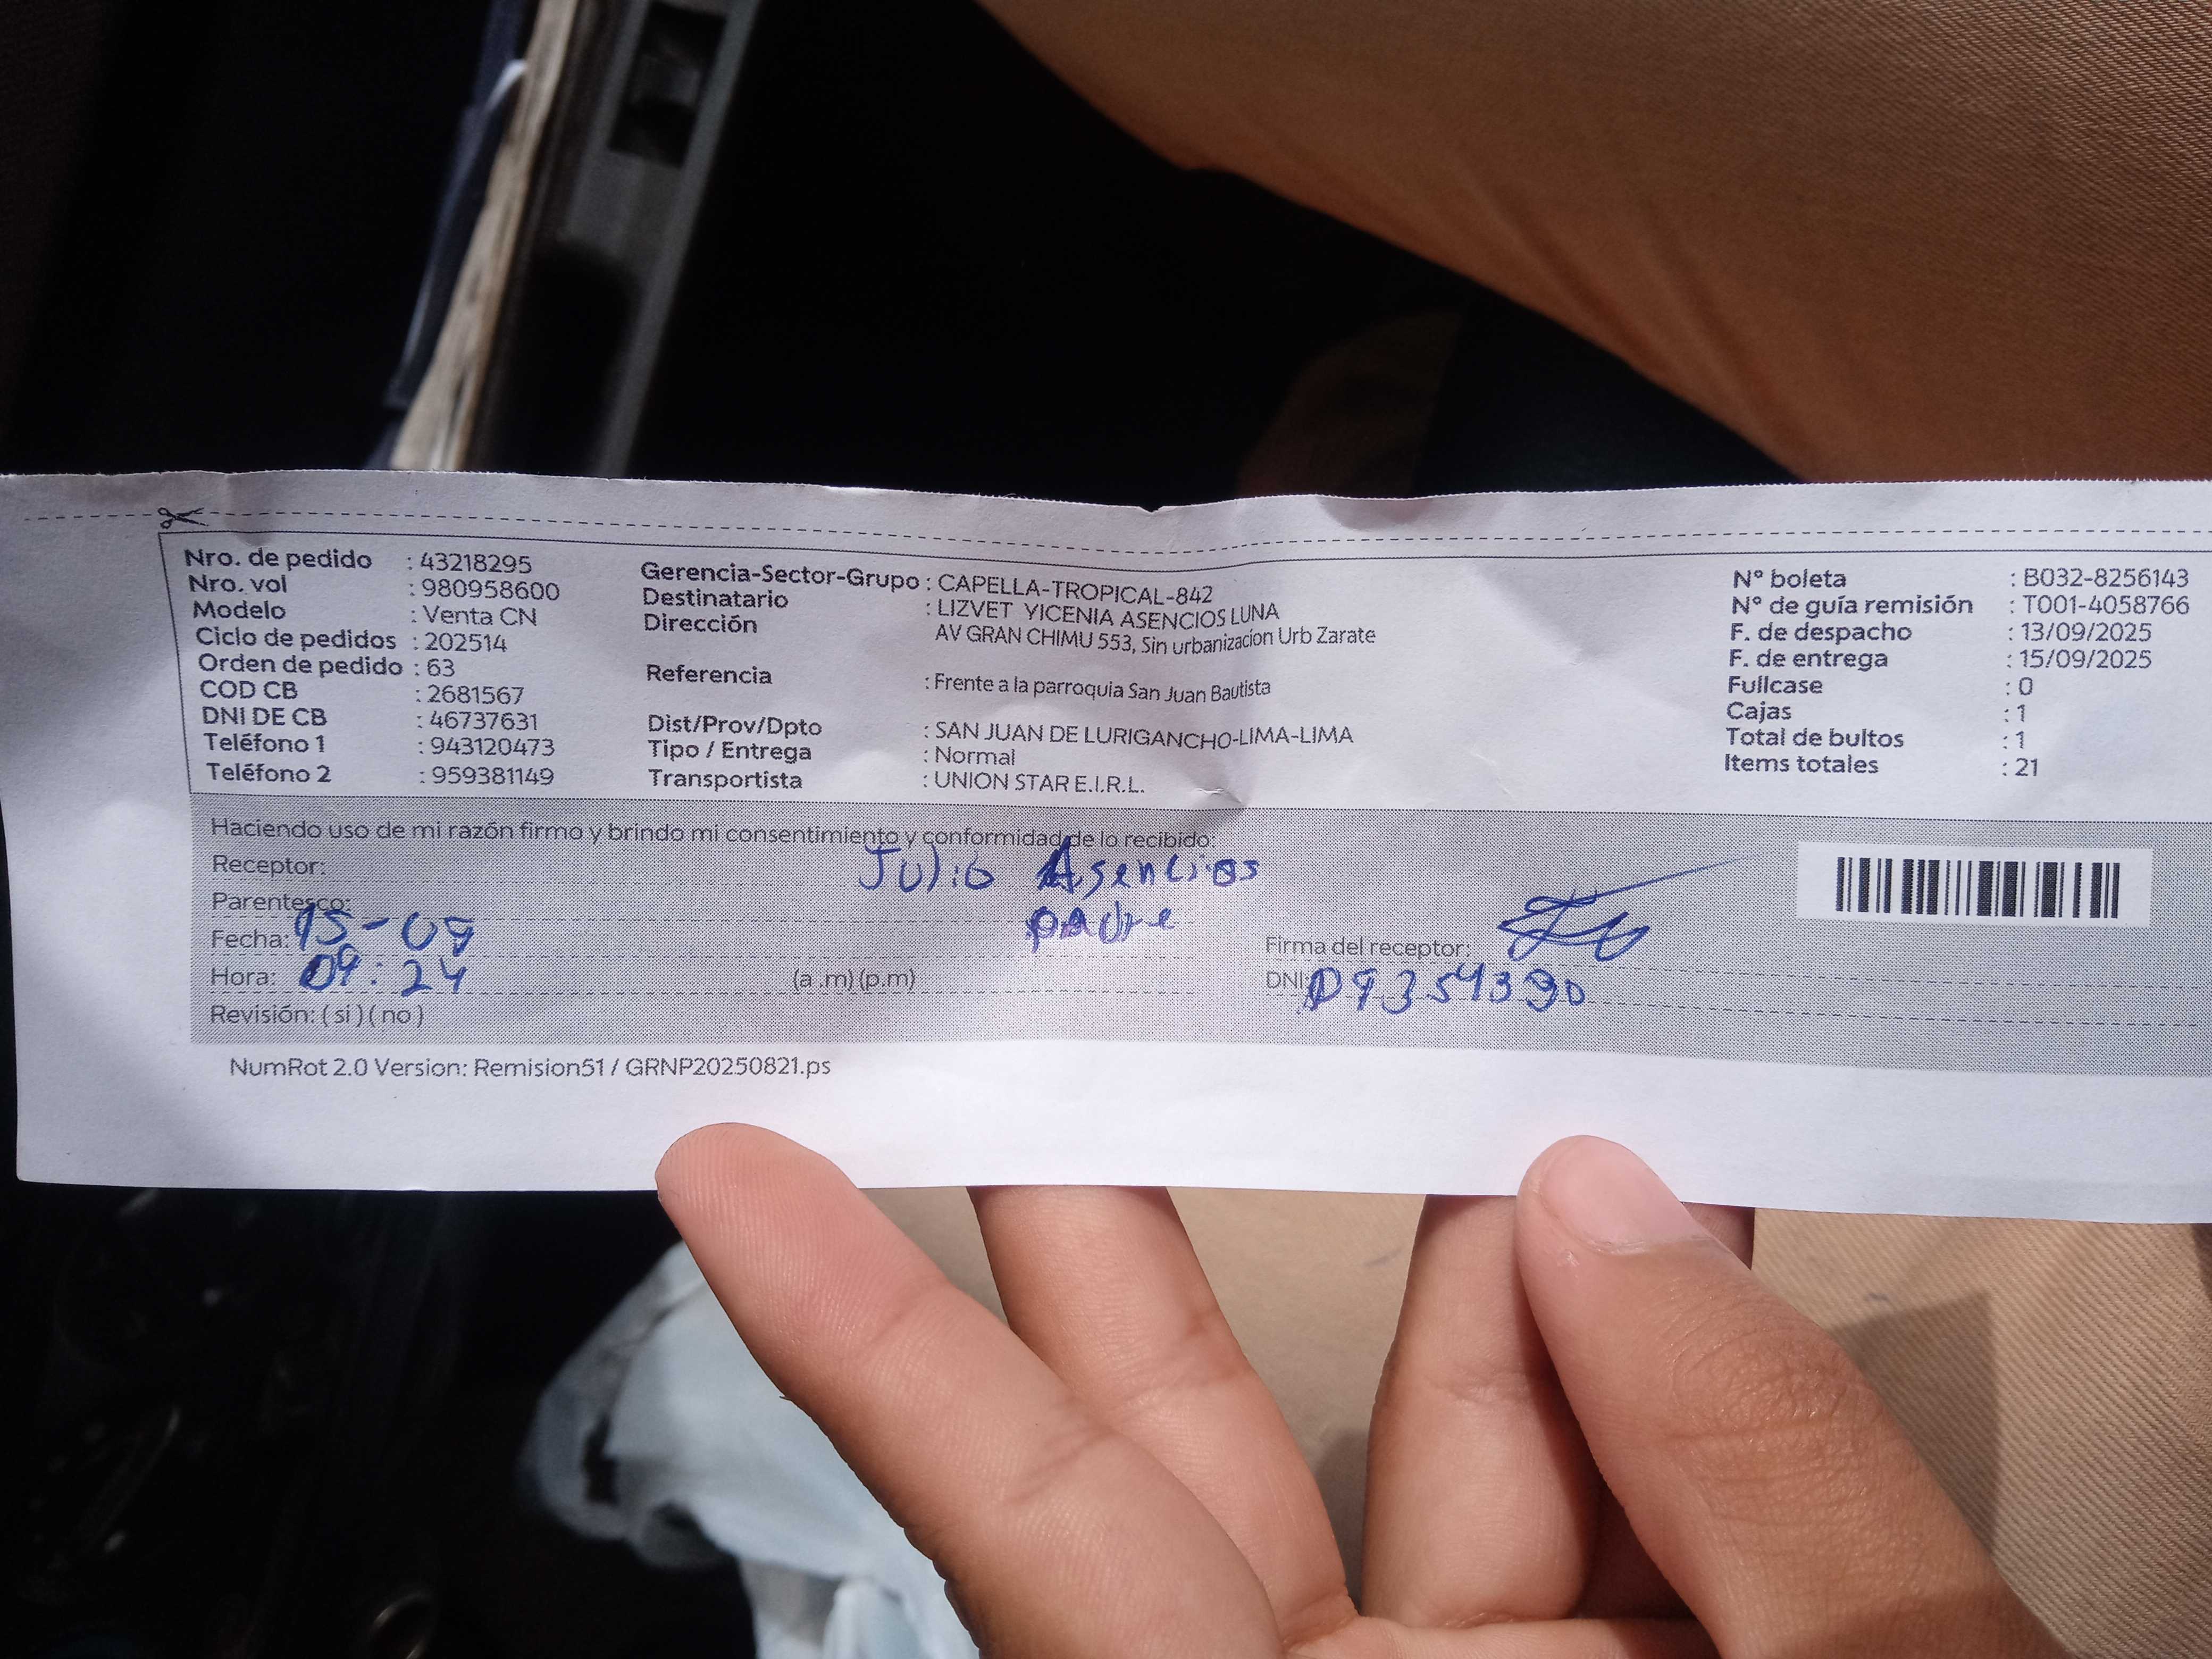 Nro. de pedido : 43218295
Nro. vol : 980958600
Modelo : Venta CN
Ciclo de pedidos : 202514
Orden de pedido : 63
COD CB : 2681567
DNI DE CB : 46737631
Teléfono 1 : 943120473
Teléfono 2 : 959381149
Gerencia-Sector-Grupo : CAPELLA-TROPICAL-842
Destinatario : LIZVET YICENIA ASENCIOS LUNA
Dirección AV GRAN CHIMU 553, Sin urbanizacion Urb Zarate
Referencia : Frente a la parroquia San Juan Bautista
Dist/Prov/Dpto : SAN JUAN DE LURIGANCHO-LIMA-LIMA
Tipo / Entrega : Normal
Transportista : UNION STAR E.I.R.L.
N° boleta : B032-8256143
N° de guía remisión : T001-4058766
F. de despacho : 13/09/2025
F. de entrega : 15/09/2025
Fullcase : 0
Cajas : 1
Total de bultos : 1
Items totales : 21
Haciendo uso de mi razón firmo y brindo mi consentimiento y conformidad de lo recibido:
Receptor: Julio Asencios
Parentesco: padre
Fecha: 15-09
Hora: 09:24 (a .m) (p.m)
Revisión: ( si ) ( no )
Firma del receptor:
DNI: 09354390
NumRot 2.0 Version: Remision51 / GRNP20250821.ps